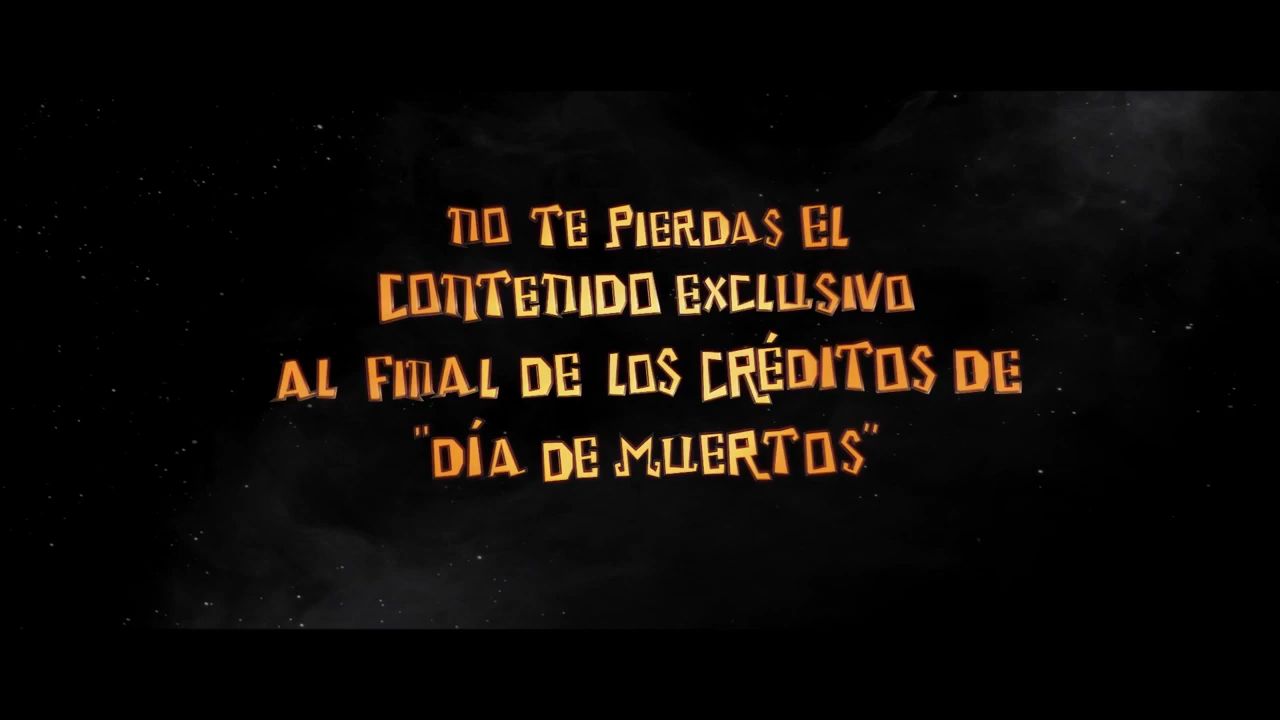 NO TE PIERDAS EL
CONTENIDO EXCLUSIVO
AL FINAL DE LOS CRÉDITOS DE
"DÍA DE MUERTOS"